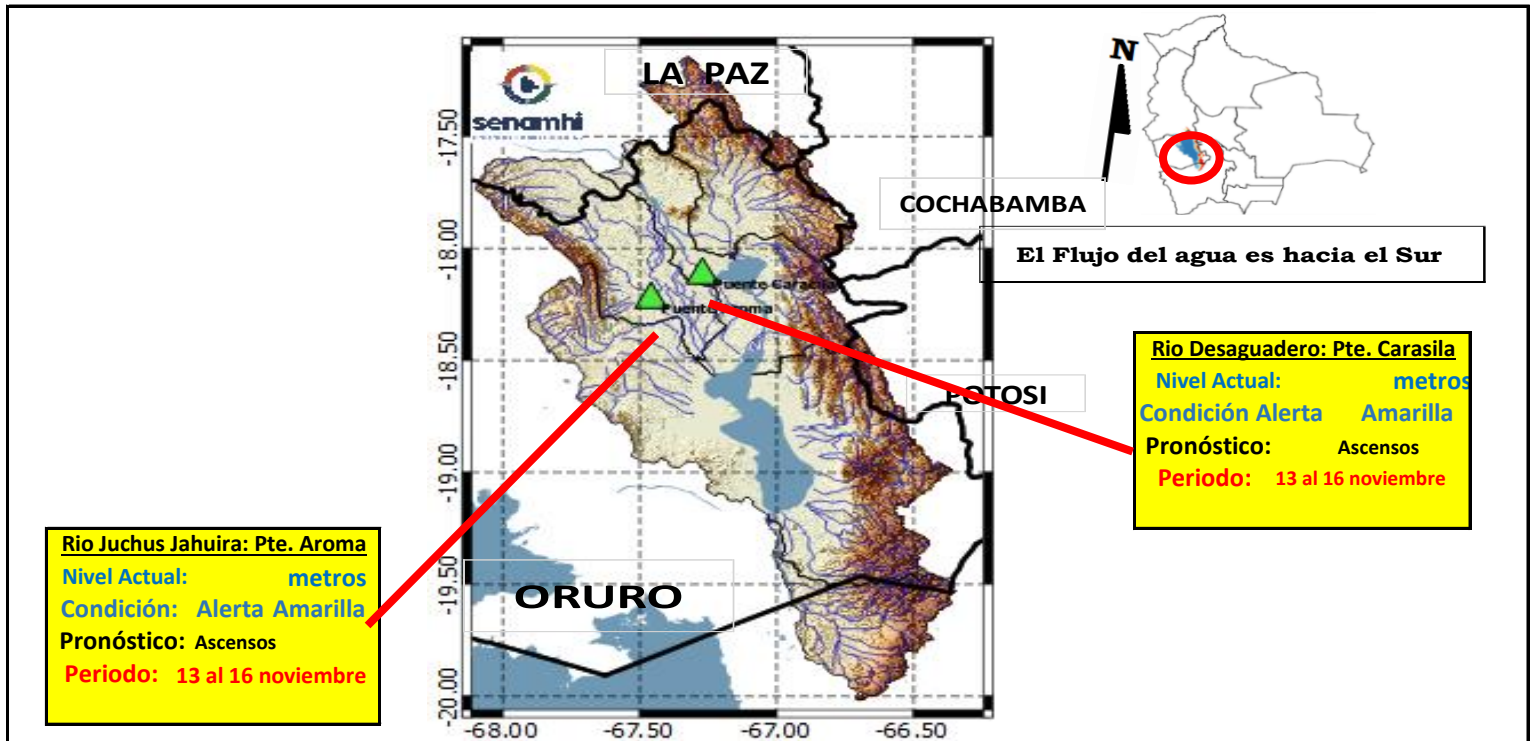 N
LA PAZ
senamhi
COCHABAMBA
El Flujo del agua es hacia el Sur
Puente
Puente
POTOSI
ORURO
Rio Desaguadero: Pte. Carasila
Nivel Actual: metros
Condición Alerta Amarilla
Pronóstico: Ascensos
Periodo: 13 al 16 noviembre
Rio Juchus Jahuira: Pte. Aroma
Nivel Actual: metros
Condición: Alerta Amarilla
Pronóstico: Ascensos
Periodo: 13 al 16 noviembre
-17.50
-18.00
-18.50
-19.00
-19.50
-20.00
-68.00 -67.50 -67.00 -66.50